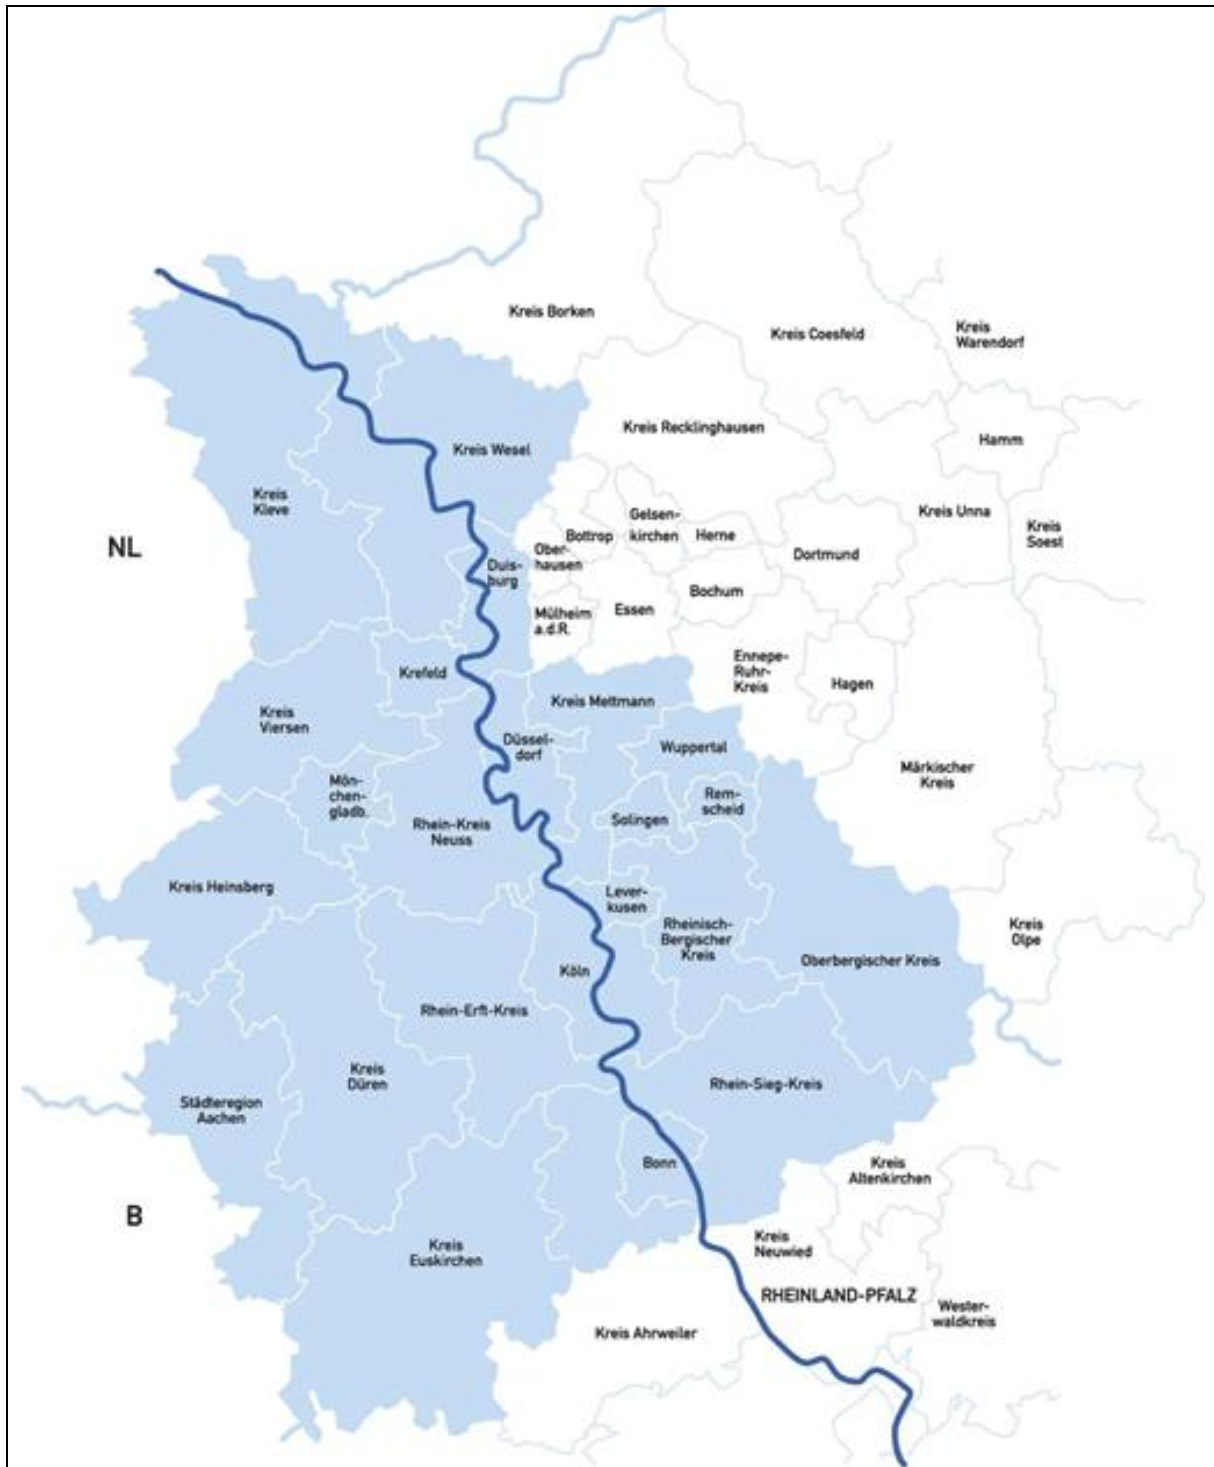 Kreis Borken
Kreis Coesfeld
Kreis
Warendorf
Kreis Recklinghausen
Hamm
Kreis Wesel
Kreis
Kleve
Gelsen-
kirchen
Bottrop
Herne
Kreis Unna
Kreis
Soest
NL
Ober-
hausen
Dortmund
Duis-
burg
Bochum
Essen
Mülheim
a.d.R.
Krefeld
Ennepe-
Ruhr-
Kreis
Hagen
Kreis Mettmann
Kreis
Viersen
Düssel-
dorf
Wuppertal
Märkischer
Kreis
Mön-
chen-
gladb.
Rem-
scheid
Solingen
Rhein-Kreis
Neuss
Kreis Heinsberg
Lever-
kusen
Rheinisch-
Bergischer
Kreis
Kreis
Olpe
Oberbergischer Kreis
Köln
Rhein-Erft-Kreis
Kreis
Düren
Rhein-Sieg-Kreis
Städteregion
Aachen
Bonn
Kreis
Altenkirchen
B
Kreis
Euskirchen
Kreis
Neuwied
RHEINLAND-PFALZ
Wester-
waldkreis
Kreis Ahrweiler